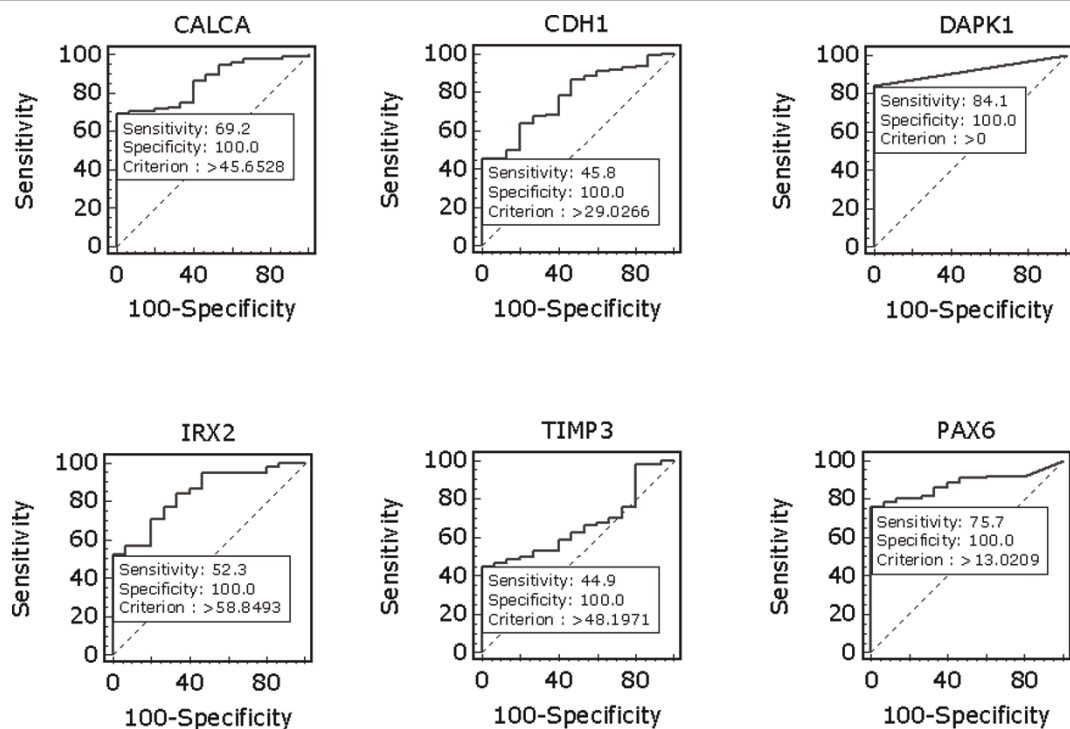 CALCA
Sensitivity
100
80
60
40
20
0
Sensitivity: 69.2
Specificity: 100.0
Criterion : >45.6528
0 40 80
100-Specificity
CDH1
Sensitivity
100
80
60
40
20
0
Sensitivity: 45.8
Specificity: 100.0
Criterion : >29.0266
0 40 80
100-Specificity
DAPK1
Sensitivity
100
80
60
40
20
0
Sensitivity: 84.1
Specificity: 100.0
Criterion : >0
0 40 80
100-Specificity
IRX2
Sensitivity
100
80
60
40
20
0
Sensitivity: 52.3
Specificity: 100.0
Criterion : >58.8493
0 40 80
100-Specificity
TIMP3
Sensitivity
100
80
60
40
20
0
Sensitivity: 44.9
Specificity: 100.0
Criterion : >48.1971
0 40 80
100-Specificity
PAX6
Sensitivity
100
80
60
40
20
0
Sensitivity: 75.7
Specificity: 100.0
Criterion : >13.0209
0 40 80
100-Specificity